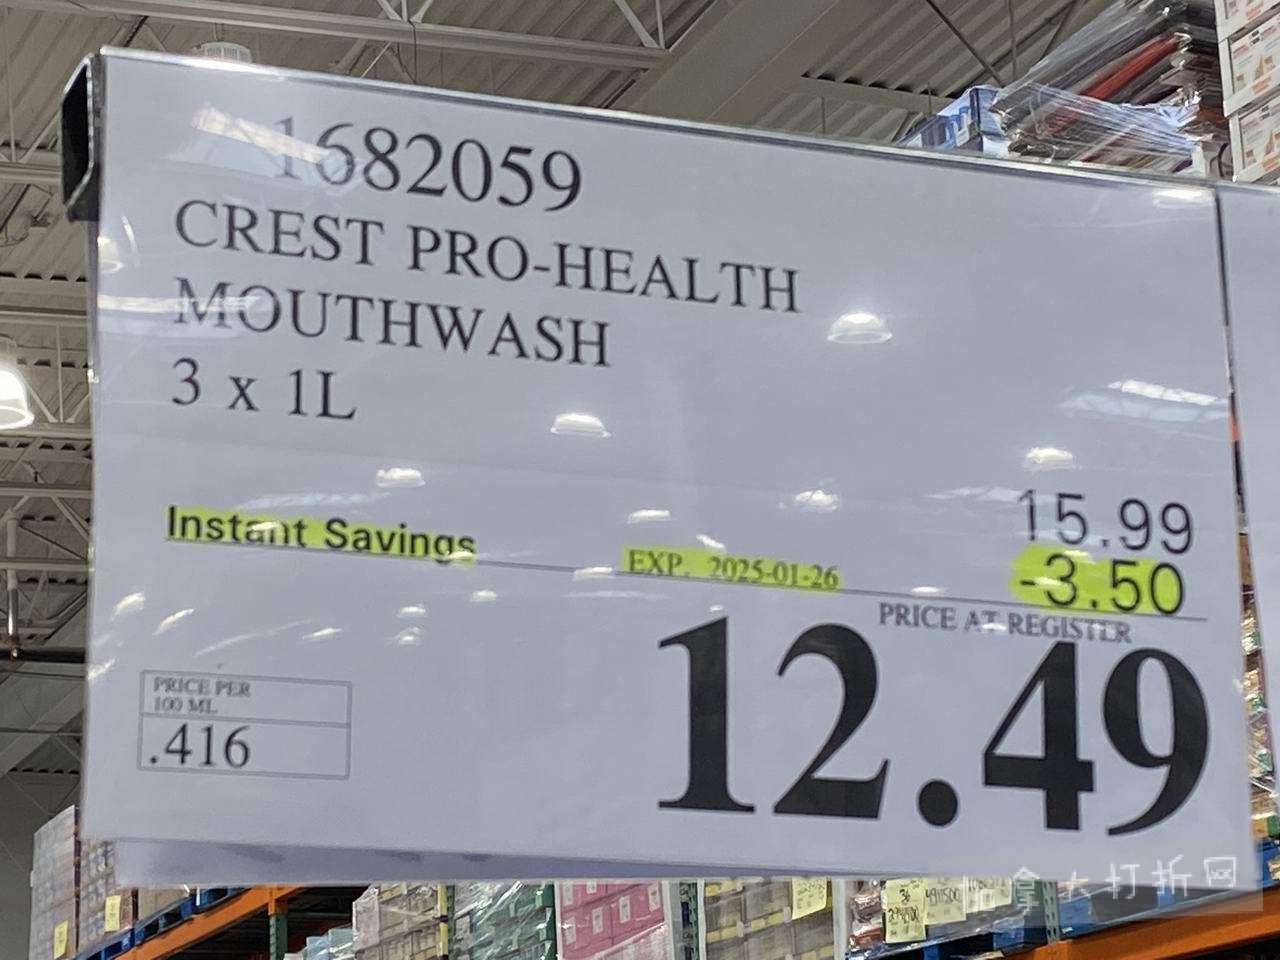 1682059
CREST PRO-HEALTH
MOUTHWASH
3 x 1L
15.99
Instant Savings EXP. 2025-01-26 -3.50
PRICE AT REGISTER
12.49
PRICE PER
100 ML
.416
加拿大打折网